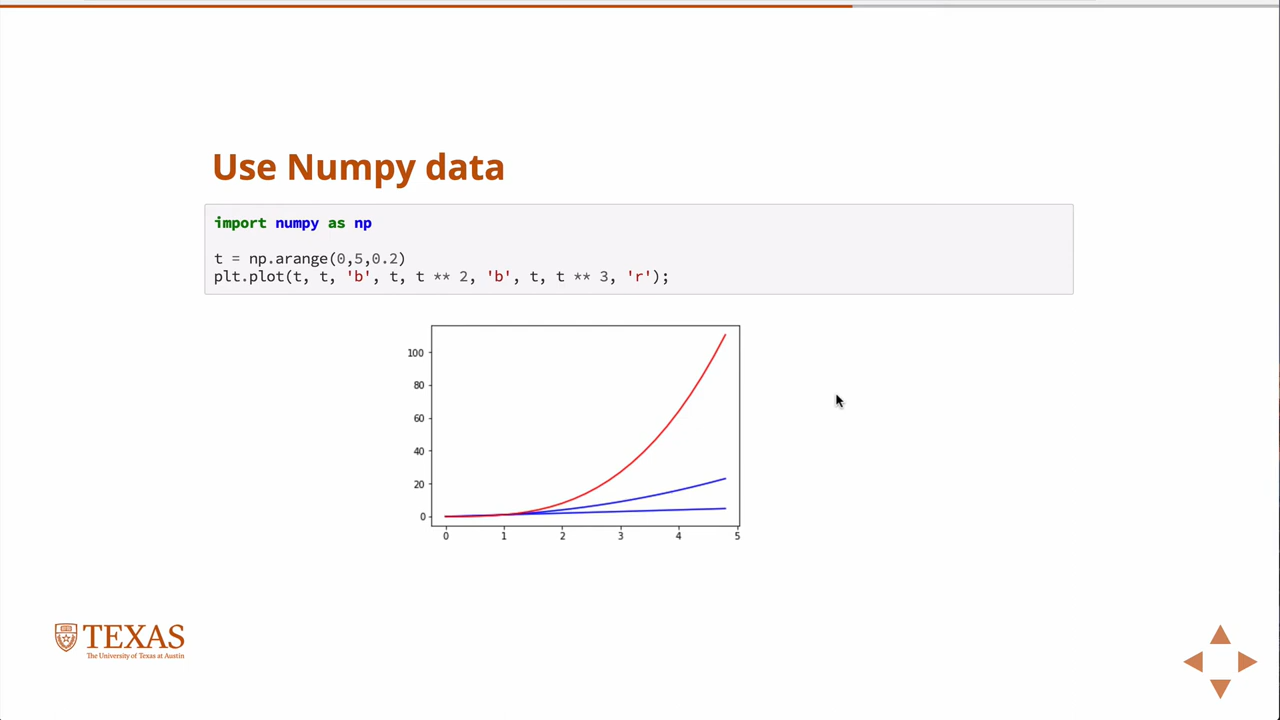 Use Numpy data
import numpy as np
t = np.arange(0,5,0.2)
plt.plot(t, t, 'b', t, t ** 2, 'b', t, t ** 3, 'r');
100
80
60
40
20
0
0 1 2 3 4 5
TEXAS
The University of Texas at Austin